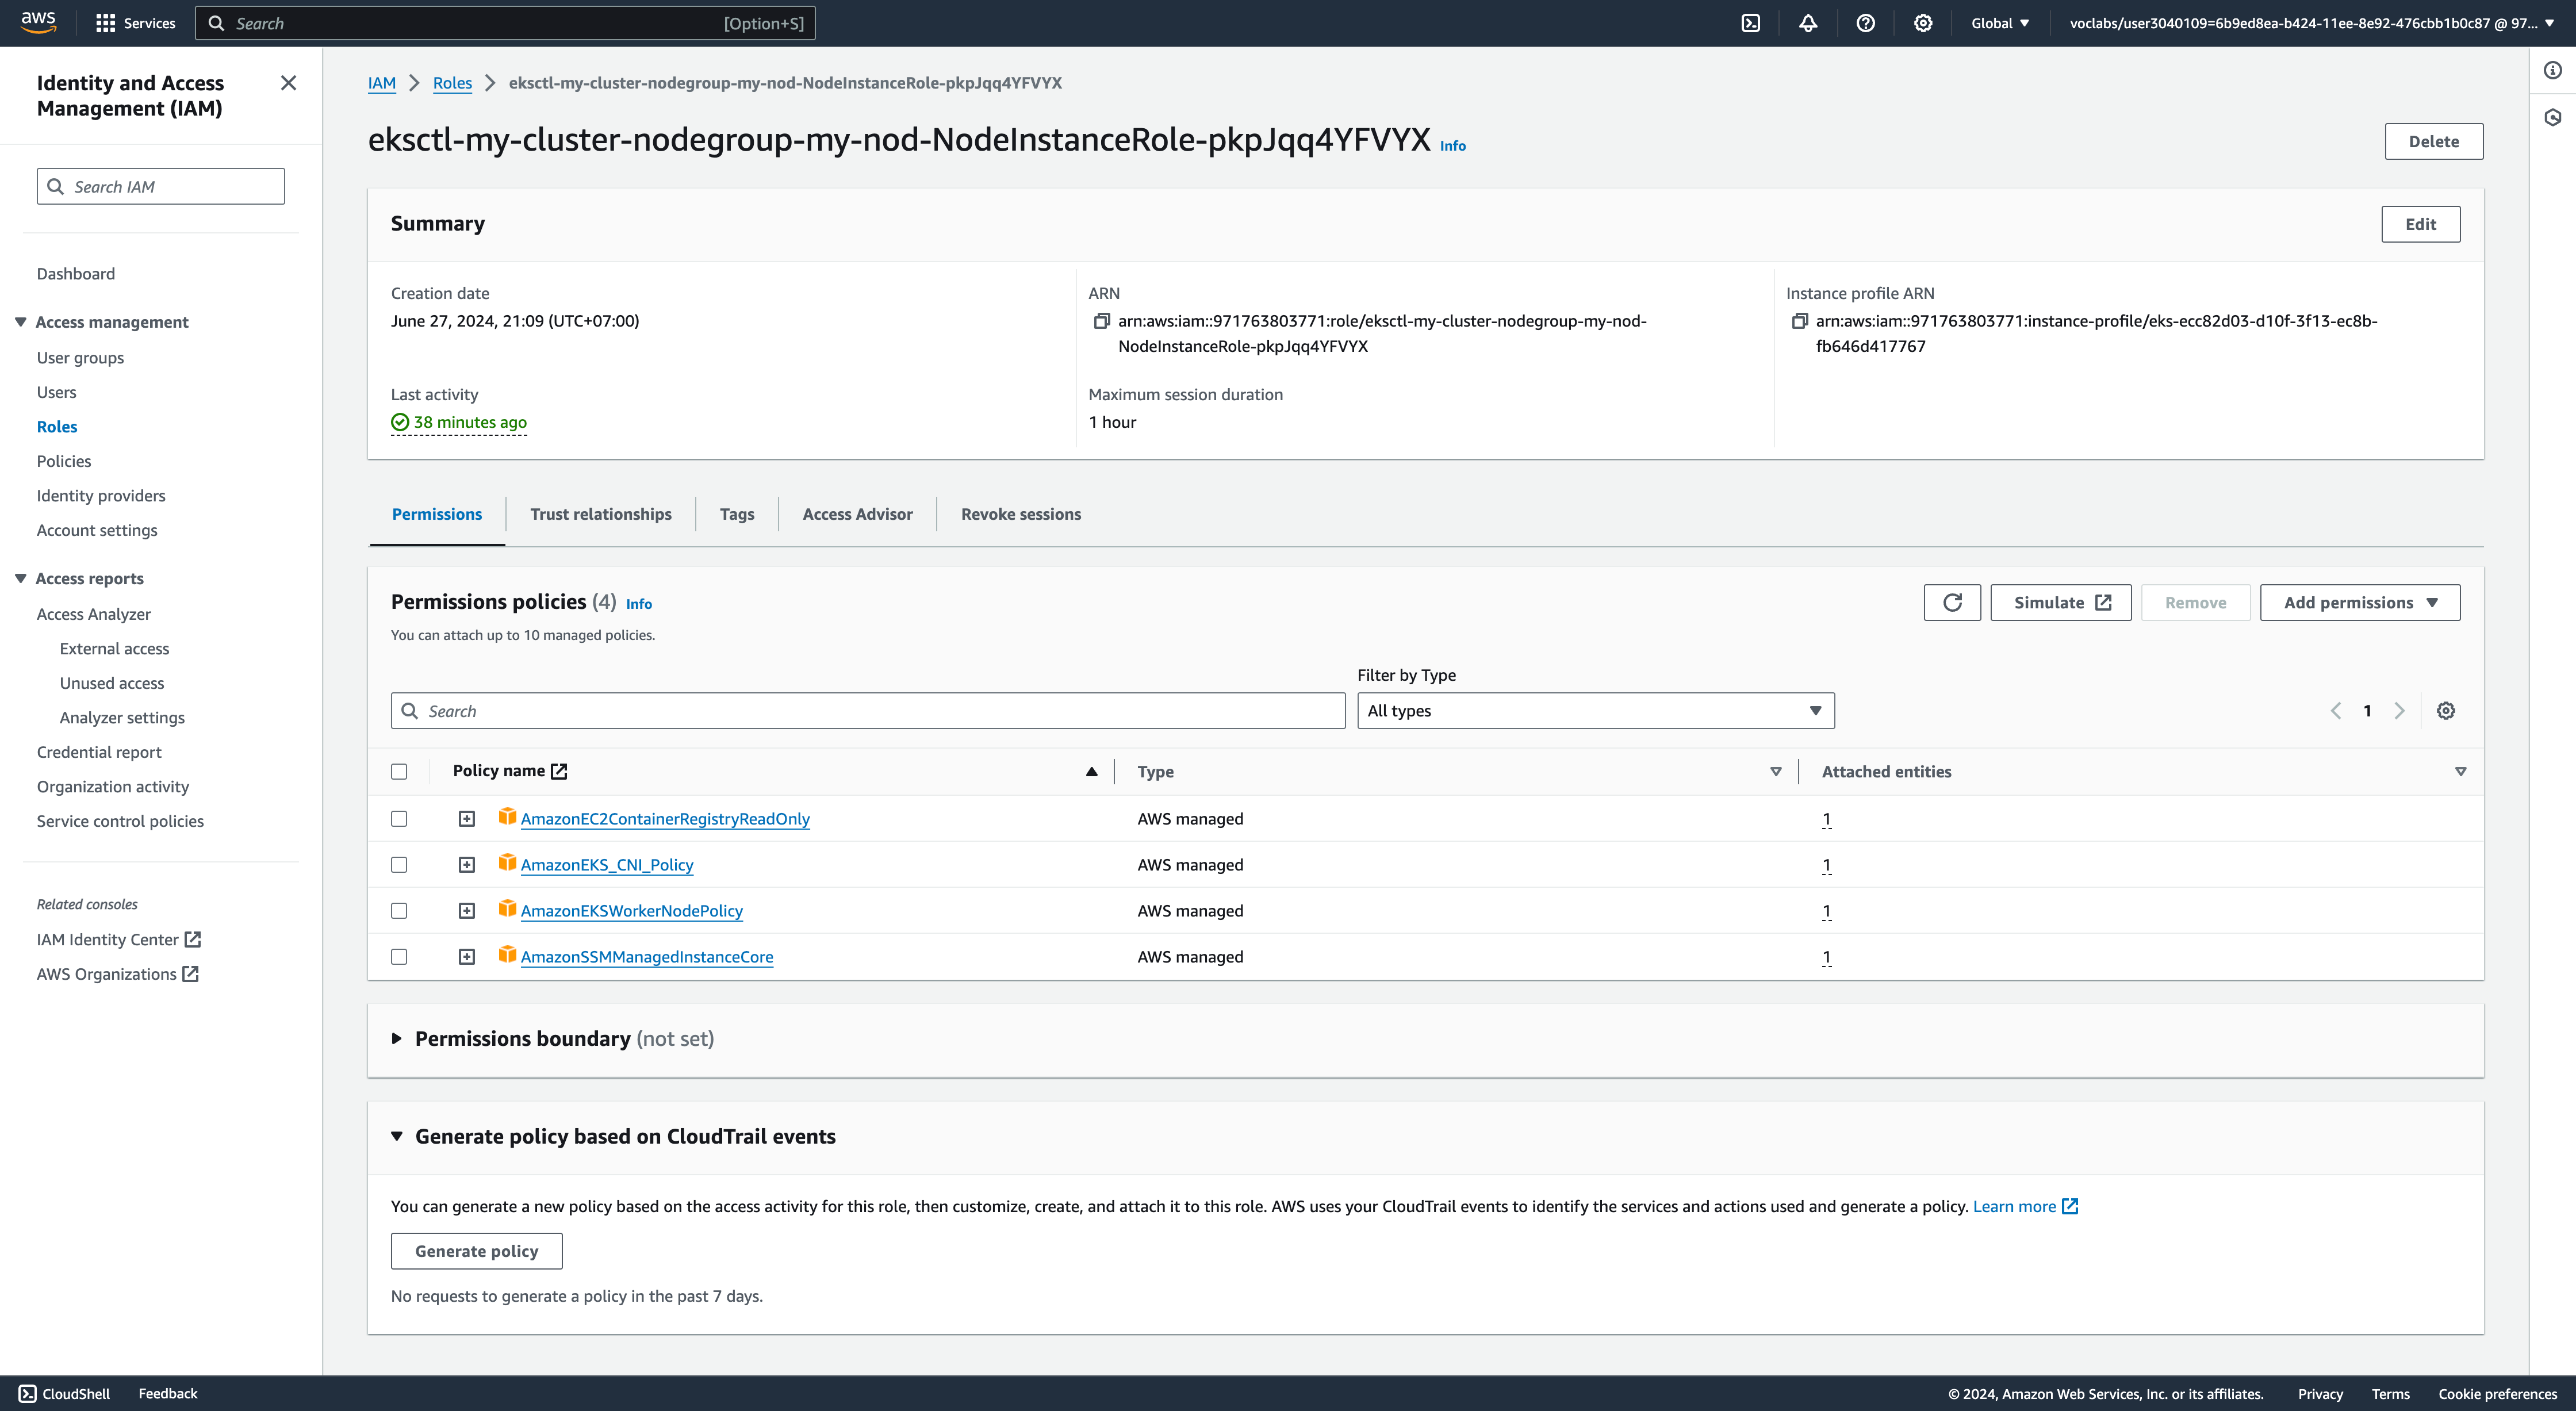 aws
Services
Search
[Option+S]
Global
voclabs/user3040109=6b9ed8ea-b424-11ee-8e92-476cbb1b0c87 @ 97...
Identity and Access
Management (IAM)
Search IAM
Dashboard
Access management
User groups
Users
Roles
Policies
Identity providers
Account settings
Access reports
Access Analyzer
External access
Unused access
Analyzer settings
Credential report
Organization activity
Service control policies
Related consoles
IAM Identity Center
AWS Organizations
IAM
Roles
eksctl-my-cluster-nodegroup-my-nod-NodeInstanceRole-pkpJqq4YFVYX
eksctl-my-cluster-nodegroup-my-nod-NodeInstanceRole-pkpJqq4YFVYX Info
Delete
Summary
Edit
Creation date
June 27, 2024, 21:09 (UTC+07:00)
ARN
arn:aws:iam::971763803771:role/eksctl-my-cluster-nodegroup-my-nod-
NodeInstanceRole-pkpJqq4YFVYX
Instance profile ARN
arn:aws:iam::971763803771:instance-profile/eks-ecc82d03-d10f-3f13-ec8b-
fb646d417767
Last activity
38 minutes ago
Maximum session duration
1 hour
Permissions
Trust relationships
Tags
Access Advisor
Revoke sessions
Permissions policies (4) Info
You can attach up to 10 managed policies.
Simulate
Remove
Add permissions
Search
Filter by Type
All types
1
Policy name
Type
Attached entities
AmazonEC2ContainerRegistryReadOnly
AWS managed
1
AmazonEKS_CNI_Policy
AWS managed
1
AmazonEKSWorkerNodePolicy
AWS managed
1
AmazonSSMManagedInstanceCore
AWS managed
1
Permissions boundary (not set)
Generate policy based on CloudTrail events
You can generate a new policy based on the access activity for this role, then customize, create, and attach it to this role. AWS uses your CloudTrail events to identify the services and actions used and generate a policy. Learn more
Generate policy
No requests to generate a policy in the past 7 days.
CloudShell
Feedback
© 2024, Amazon Web Services, Inc. or its affiliates.
Privacy
Terms
Cookie preferences